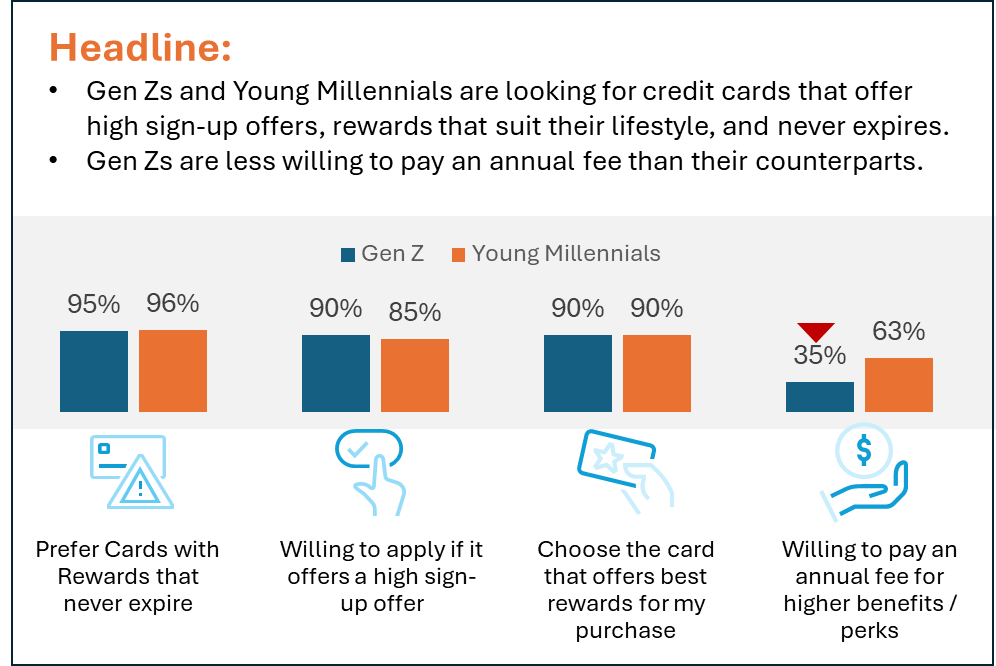 Headline:
• Gen Zs and Young Millennials are looking for credit cards that offer
high sign-up offers, rewards that suit their lifestyle, and never expires.
• Gen Zs are less willing to pay an annual fee than their counterparts.
Gen Z Young Millennials
95% 96% 90% 85% 90% 90% 35% 63%
Prefer Cards with
Rewards that
never expire
Willing to apply if it
offers a high sign-
up offer
Choose the card
that offers best
rewards for my
purchase
Willing to pay an
annual fee for
higher benefits /
perks